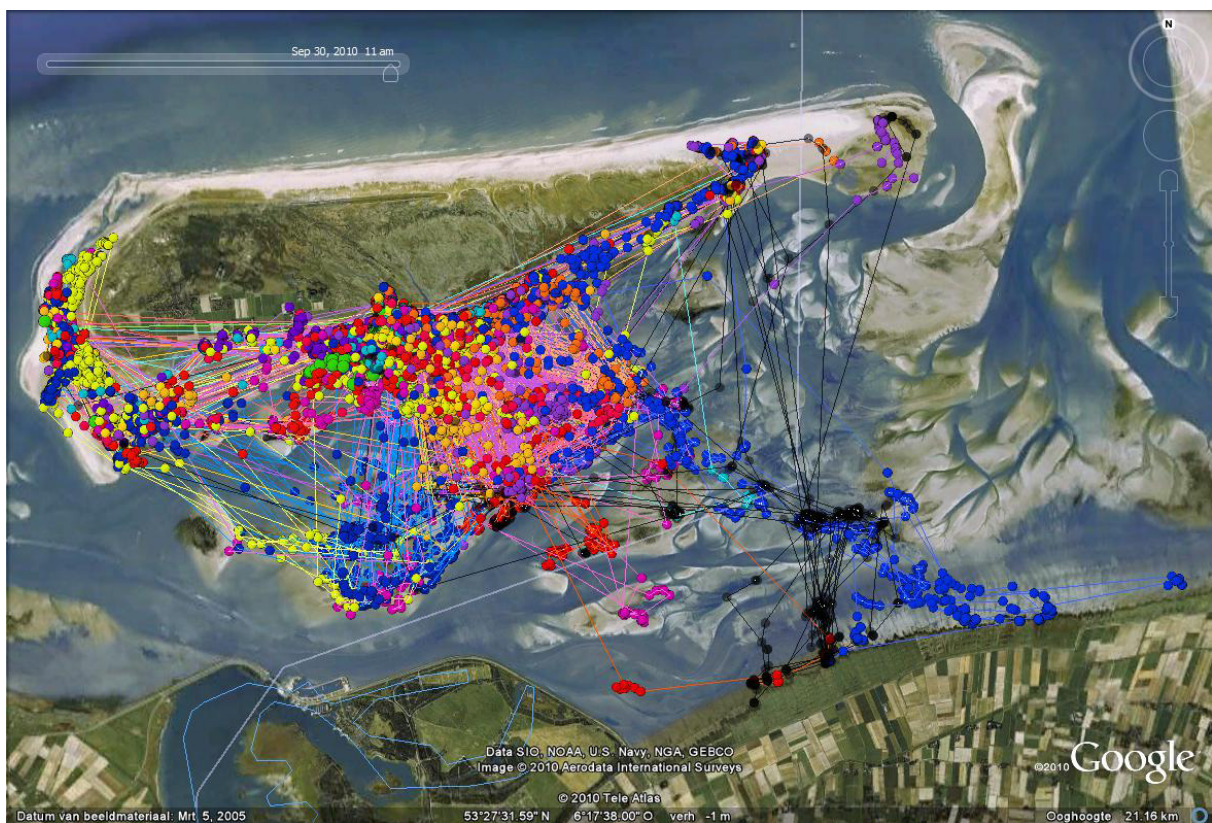 Sep 30, 2010 11 am
N
Data SIO, NOAA, U.S. Navy, NGA, GEBCO
Image © 2010 Aerodata International Surveys
©2010 Google
© 2010 Tele Atlas
Datum van beeldmateriaal: Mrt 5, 2005 53°27'31.59" N 6°17'38.00" O verh -1 m Ooghoogte 21.16 km